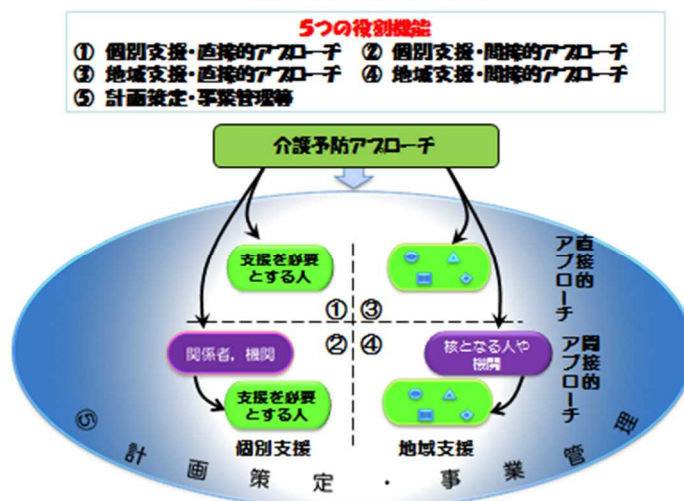 5つの役割機能
① 個別支援・直接的アプローチ ② 個別支援・間接的アプローチ
③ 地域支援・直接的アプローチ ④ 地域支援・間接的アプローチ
⑤ 計画策定・事業管理等
介護予防アプローチ
支援を必要
とする人
直接的
アプローチ
① ③
② ④
関係者，機関
核となる人や
機関
間接的
アプローチ
支援を必要
とする人
個別支援
地域支援
⑤ 計画策定・事業管理